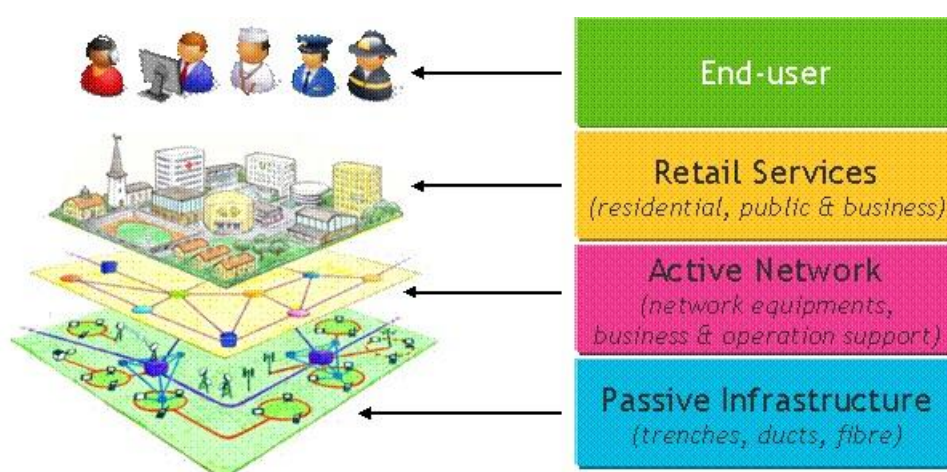 End-user
Retail Services
(residential, public & business)
Active Network
(network equipments,
business & operation support)
Passive Infrastructure
(trenches, ducts, fibre)